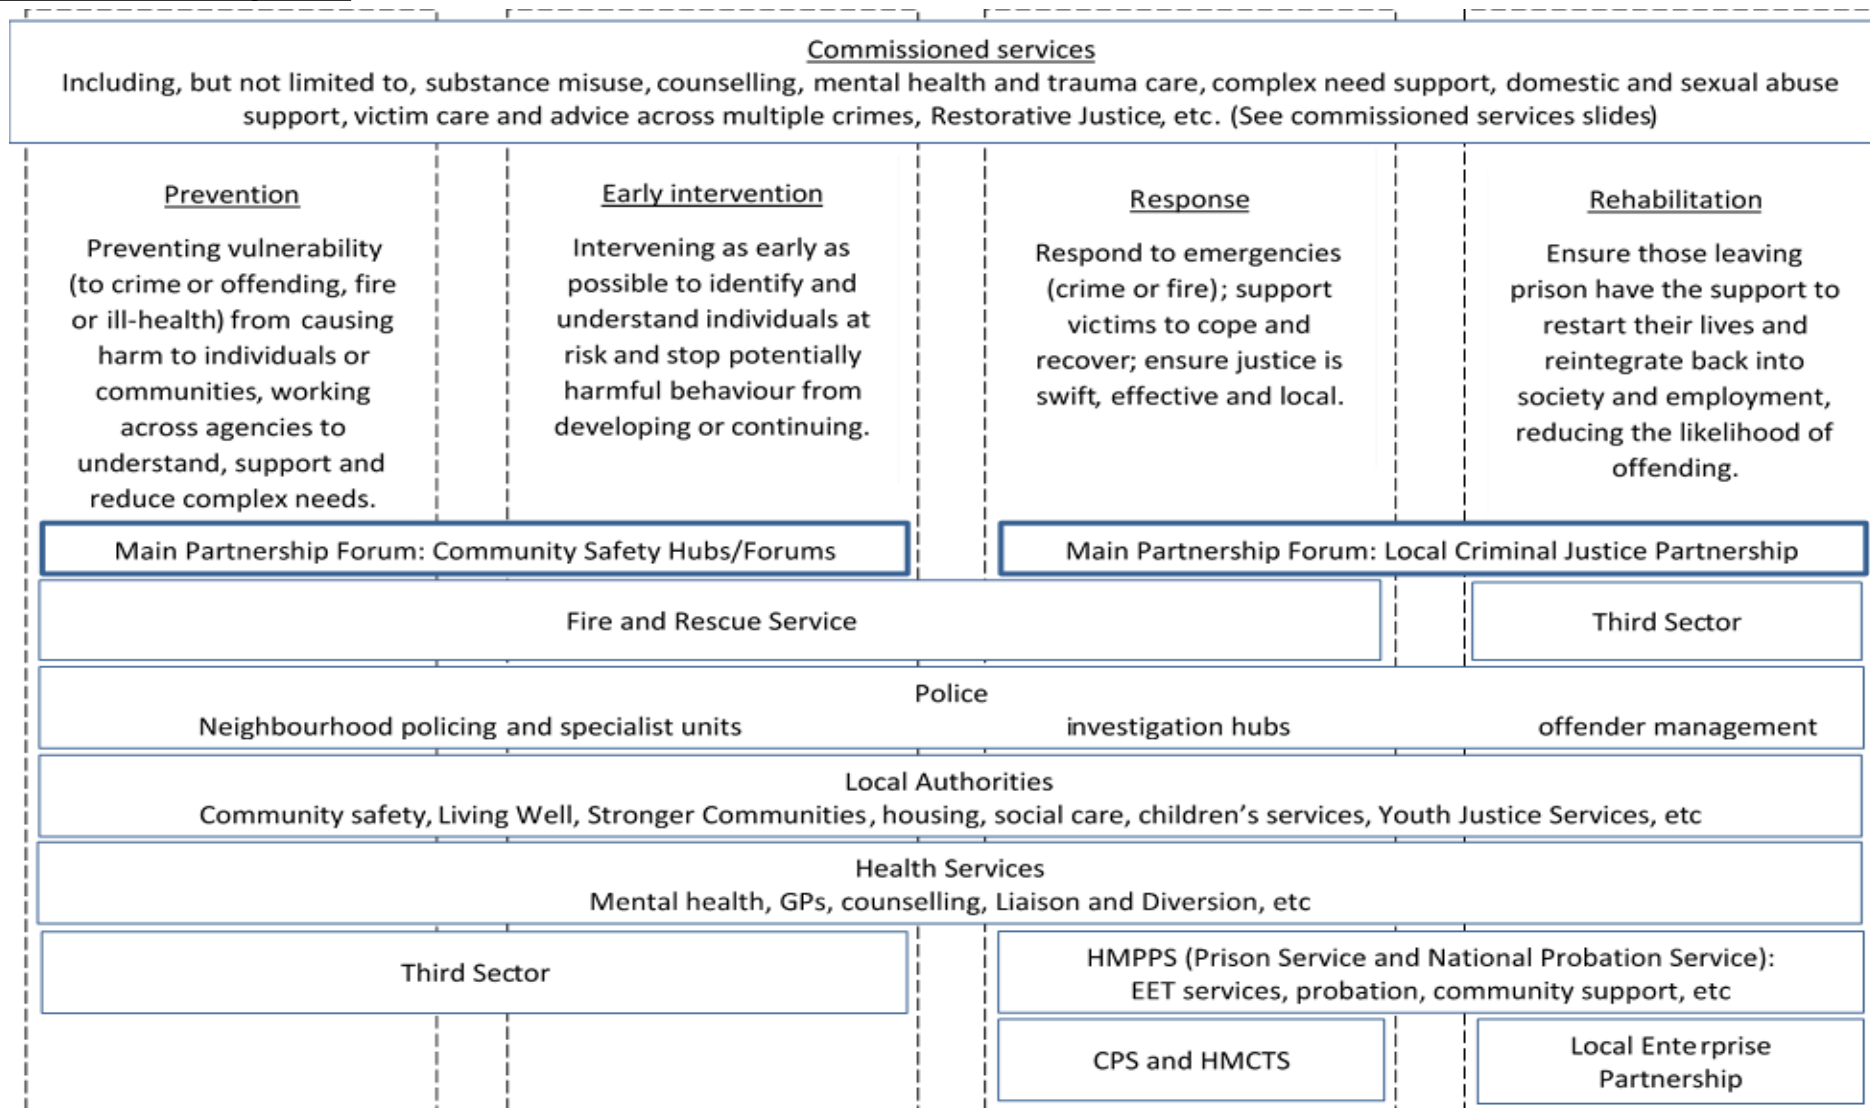 Commissioned services
Including, but not limited to, substance misuse, counselling, mental health and trauma care, complex need support, domestic and sexual abuse
support, victim care and advice across multiple crimes, Restorative Justice, etc. (See commissioned services slides)
Prevention
Preventing vulnerability
(to crime or offending, fire
or ill-health) from causing
harm to individuals or
communities, working
across agencies to
understand, support and
reduce complex needs.
Early intervention
Intervening as early as
possible to identify and
understand individuals at
risk and stop potentially
harmful behaviour from
developing or continuing.
Response
Respond to emergencies
(crime or fire); support
victims to cope and
recover; ensure justice is
swift, effective and local.
Rehabilitation
Ensure those leaving
prison have the support to
restart their lives and
reintegrate back into
society and employment,
reducing the likelihood of
offending.
Main Partnership Forum: Community Safety Hubs/Forums
Main Partnership Forum: Local Criminal Justice Partnership
Fire and Rescue Service
Third Sector
Police
Neighbourhood policing and specialist units investigation hubs offender management
Local Authorities
Community safety, Living Well, Stronger Communities, housing, social care, children’s services, Youth Justice Services, etc
Health Services
Mental health, GPs, counselling, Liaison and Diversion, etc
Third Sector
HMPPS (Prison Service and National Probation Service):
EET services, probation, community support, etc
CPS and HMCTS
Local Enterprise
Partnership